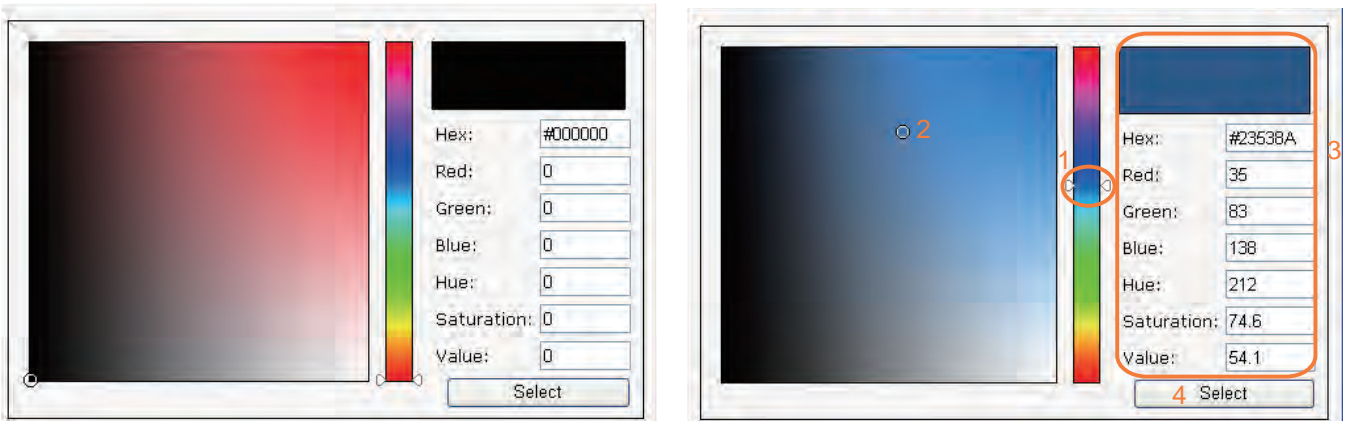 Hex: #000000
Red: 0
Green: 0
Blue: 0
Hue: 0
Saturation: 0
Value: 0
Select
2
1
3
Hex: #23538A
Red: 35
Green: 83
Blue: 138
Hue: 212
Saturation: 74.6
Value: 54.1
4 Select